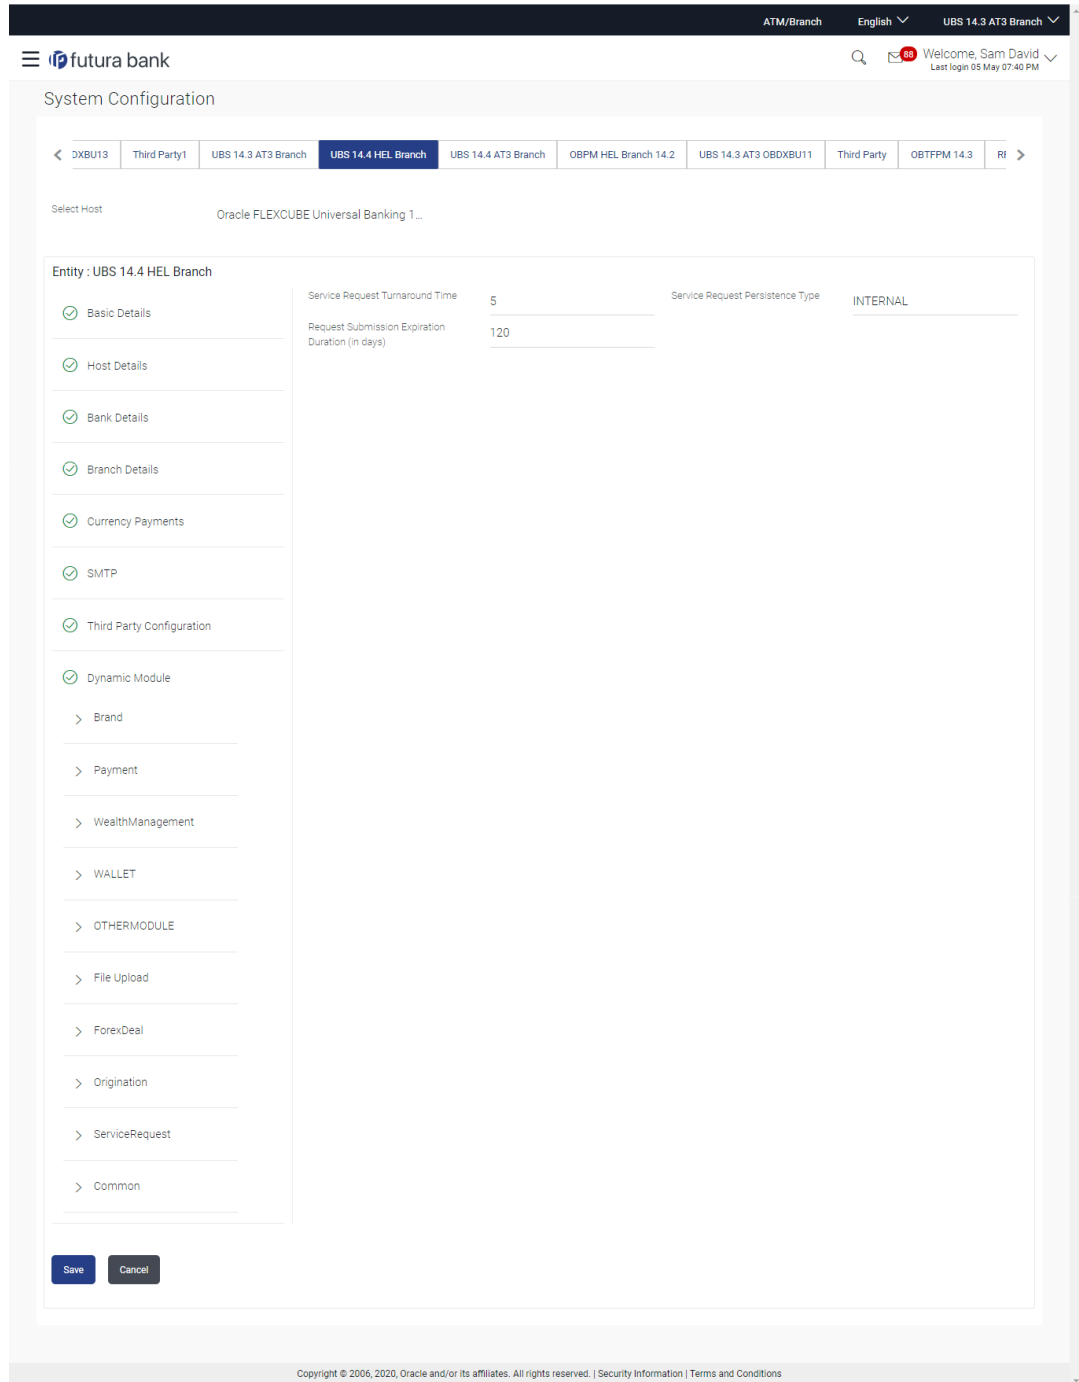 ATM/Branch English UBS 14.3 AT3 Branch
futura bank 88 Welcome, Sam David
Last login 05 May 07:40 PM
System Configuration
DXBU13 Third Party1 UBS 14.3 AT3 Branch UBS 14.4 HEL Branch UBS 14.4 AT3 Branch OBPM HEL Branch 14.2 UBS 14.3 AT3 OBDXBU11 Third Party OBTFPM 14.3
Select Host Oracle FLEXCUBE Universal Banking 1...
Entity : UBS 14.4 HEL Branch
Service Request Turnaround Time 5 Service Request Persistence Type INTERNAL
Request Submission Expiration
Duration (in days) 120
Basic Details
Host Details
Bank Details
Branch Details
Currency Payments
SMTP
Third Party Configuration
Dynamic Module
Brand
Payment
WealthManagement
WALLET
OTHERMODULE
File Upload
ForexDeal
Origination
ServiceRequest
Common
Save Cancel
Copyright © 2006, 2020, Oracle and/or its affiliates. All rights reserved. | Security Information | Terms and Conditions